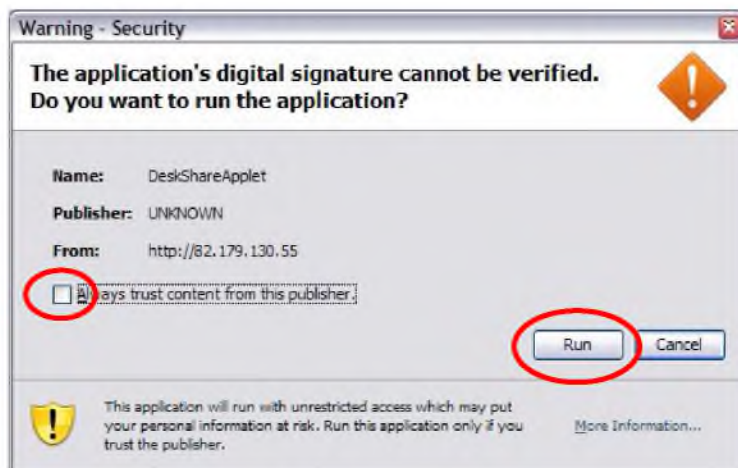 Warning - Security
The application's digital signature cannot be verified.
Do you want to run the application?
Name: DeskShareApplet
Publisher: UNKNOWN
From: http://82.179.130.55
Always trust content from this publisher.
Run Cancel
This application will run with unrestricted access which may put
your personal information at risk. Run this application only if you More Information...
trust the publisher.